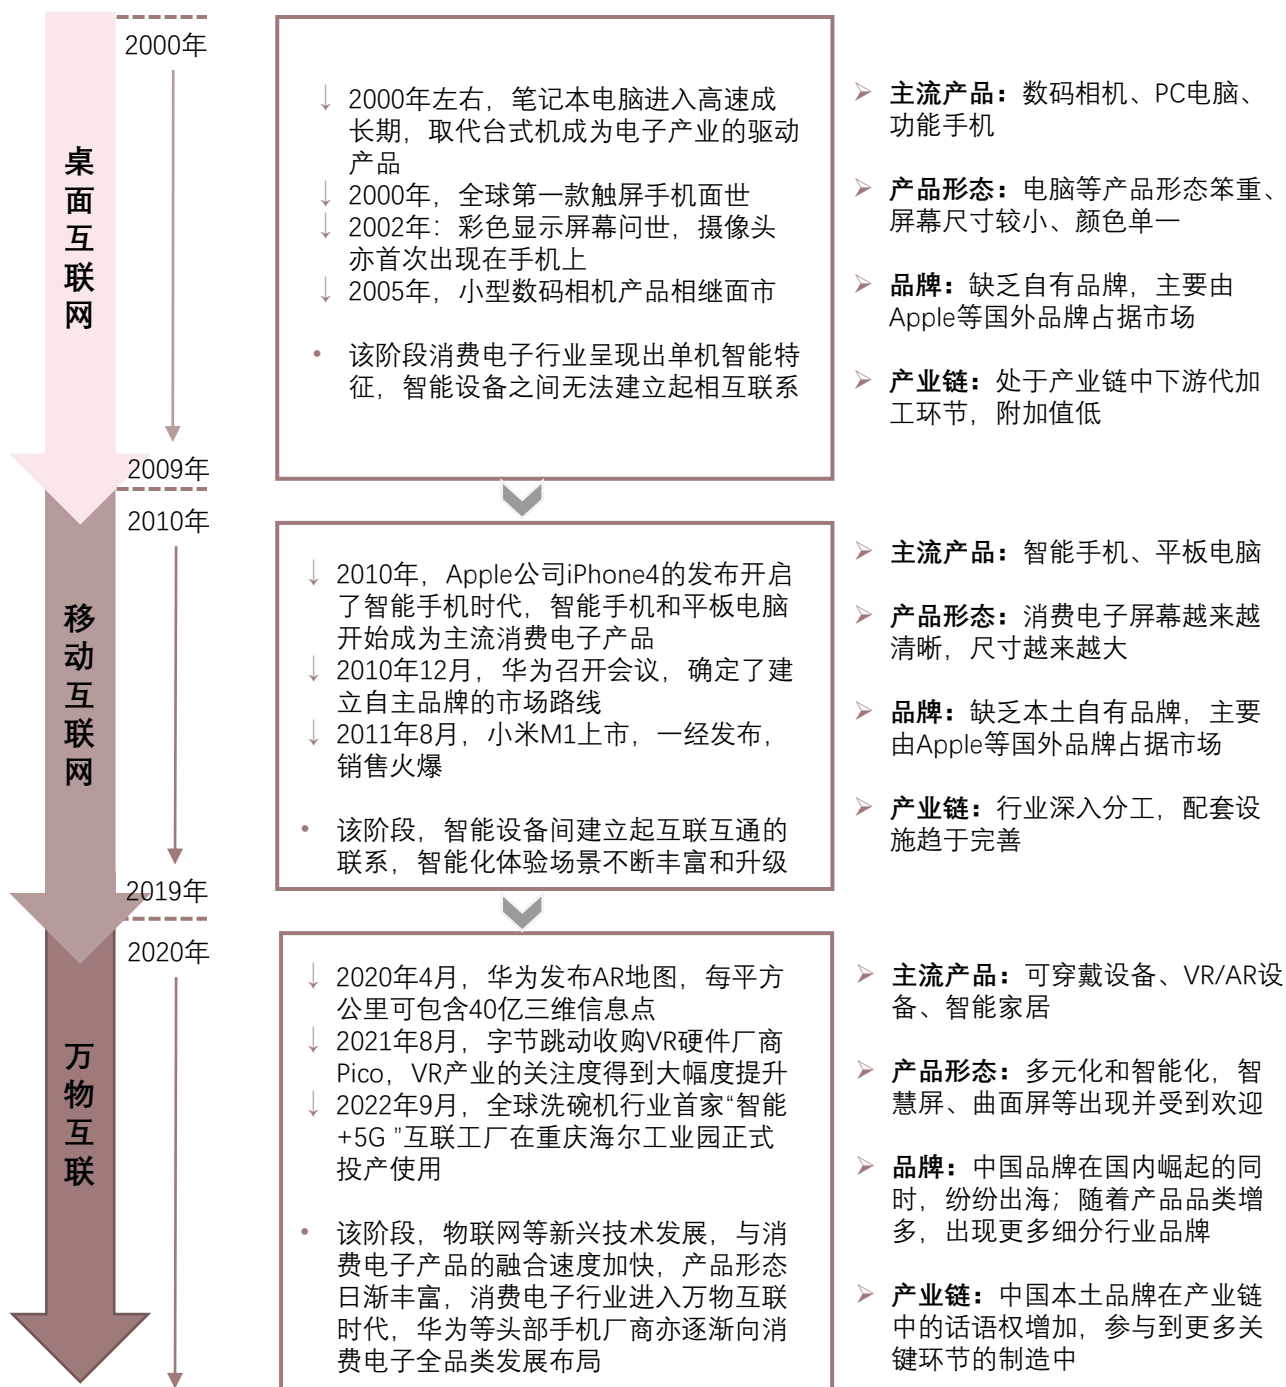 桌面互联网
2000年
2009年
2000年左右，笔记本电脑进入高速成
长期，取代台式机成为电子产业的驱动
产品
2000年，全球第一款触屏手机面世
2002年：彩色显示屏幕问世，摄像头
亦首次出现在手机上
2005年，小型数码相机产品相继面市
• 该阶段消费电子行业呈现出单机智能特
征，智能设备之间无法建立起相互联系
主流产品：数码相机、PC电脑、
功能手机
产品形态：电脑等产品形态笨重、
屏幕尺寸较小、颜色单一
品牌：缺乏自有品牌，主要由
Apple等国外品牌占据市场
产业链：处于产业链中下游代加
工环节，附加值低
移动互联网
2010年
2019年
2010年，Apple公司iPhone4的发布开启
了智能手机时代，智能手机和平板电脑
开始成为主流消费电子产品
2010年12月，华为召开会议，确定了建
立自主品牌的市场路线
2011年8月，小米M1上市，一经发布，
销售火爆
• 该阶段，智能设备间建立起互联互通的
联系，智能化体验场景不断丰富和升级
主流产品：智能手机、平板电脑
产品形态：消费电子屏幕越来越
清晰，尺寸越来越大
品牌：缺乏本土自有品牌，主要
由Apple等国外品牌占据市场
产业链：行业深入分工，配套设
施趋于完善
万物互联
2020年
2020年4月，华为发布AR地图，每平方
公里可包含40亿三维信息点
2021年8月，字节跳动收购VR硬件厂商
Pico，VR产业的关注度得到大幅度提升
2022年9月，全球洗碗机行业首家“智能
+5G ”互联工厂在重庆海尔工业园正式
投产使用
• 该阶段，物联网等新兴技术发展，与消
费电子产品的融合速度加快，产品形态
日渐丰富，消费电子行业进入万物互联
时代，华为等头部手机厂商亦逐渐向消
费电子全品类发展布局
主流产品：可穿戴设备、VR/AR设
备、智能家居
产品形态：多元化和智能化，智
慧屏、曲面屏等出现并受到欢迎
品牌：中国品牌在国内崛起的同
时，纷纷出海；随着产品品类增
多，出现更多细分行业品牌
产业链：中国本土品牌在产业链
中的话语权增加，参与到更多关
键环节的制造中